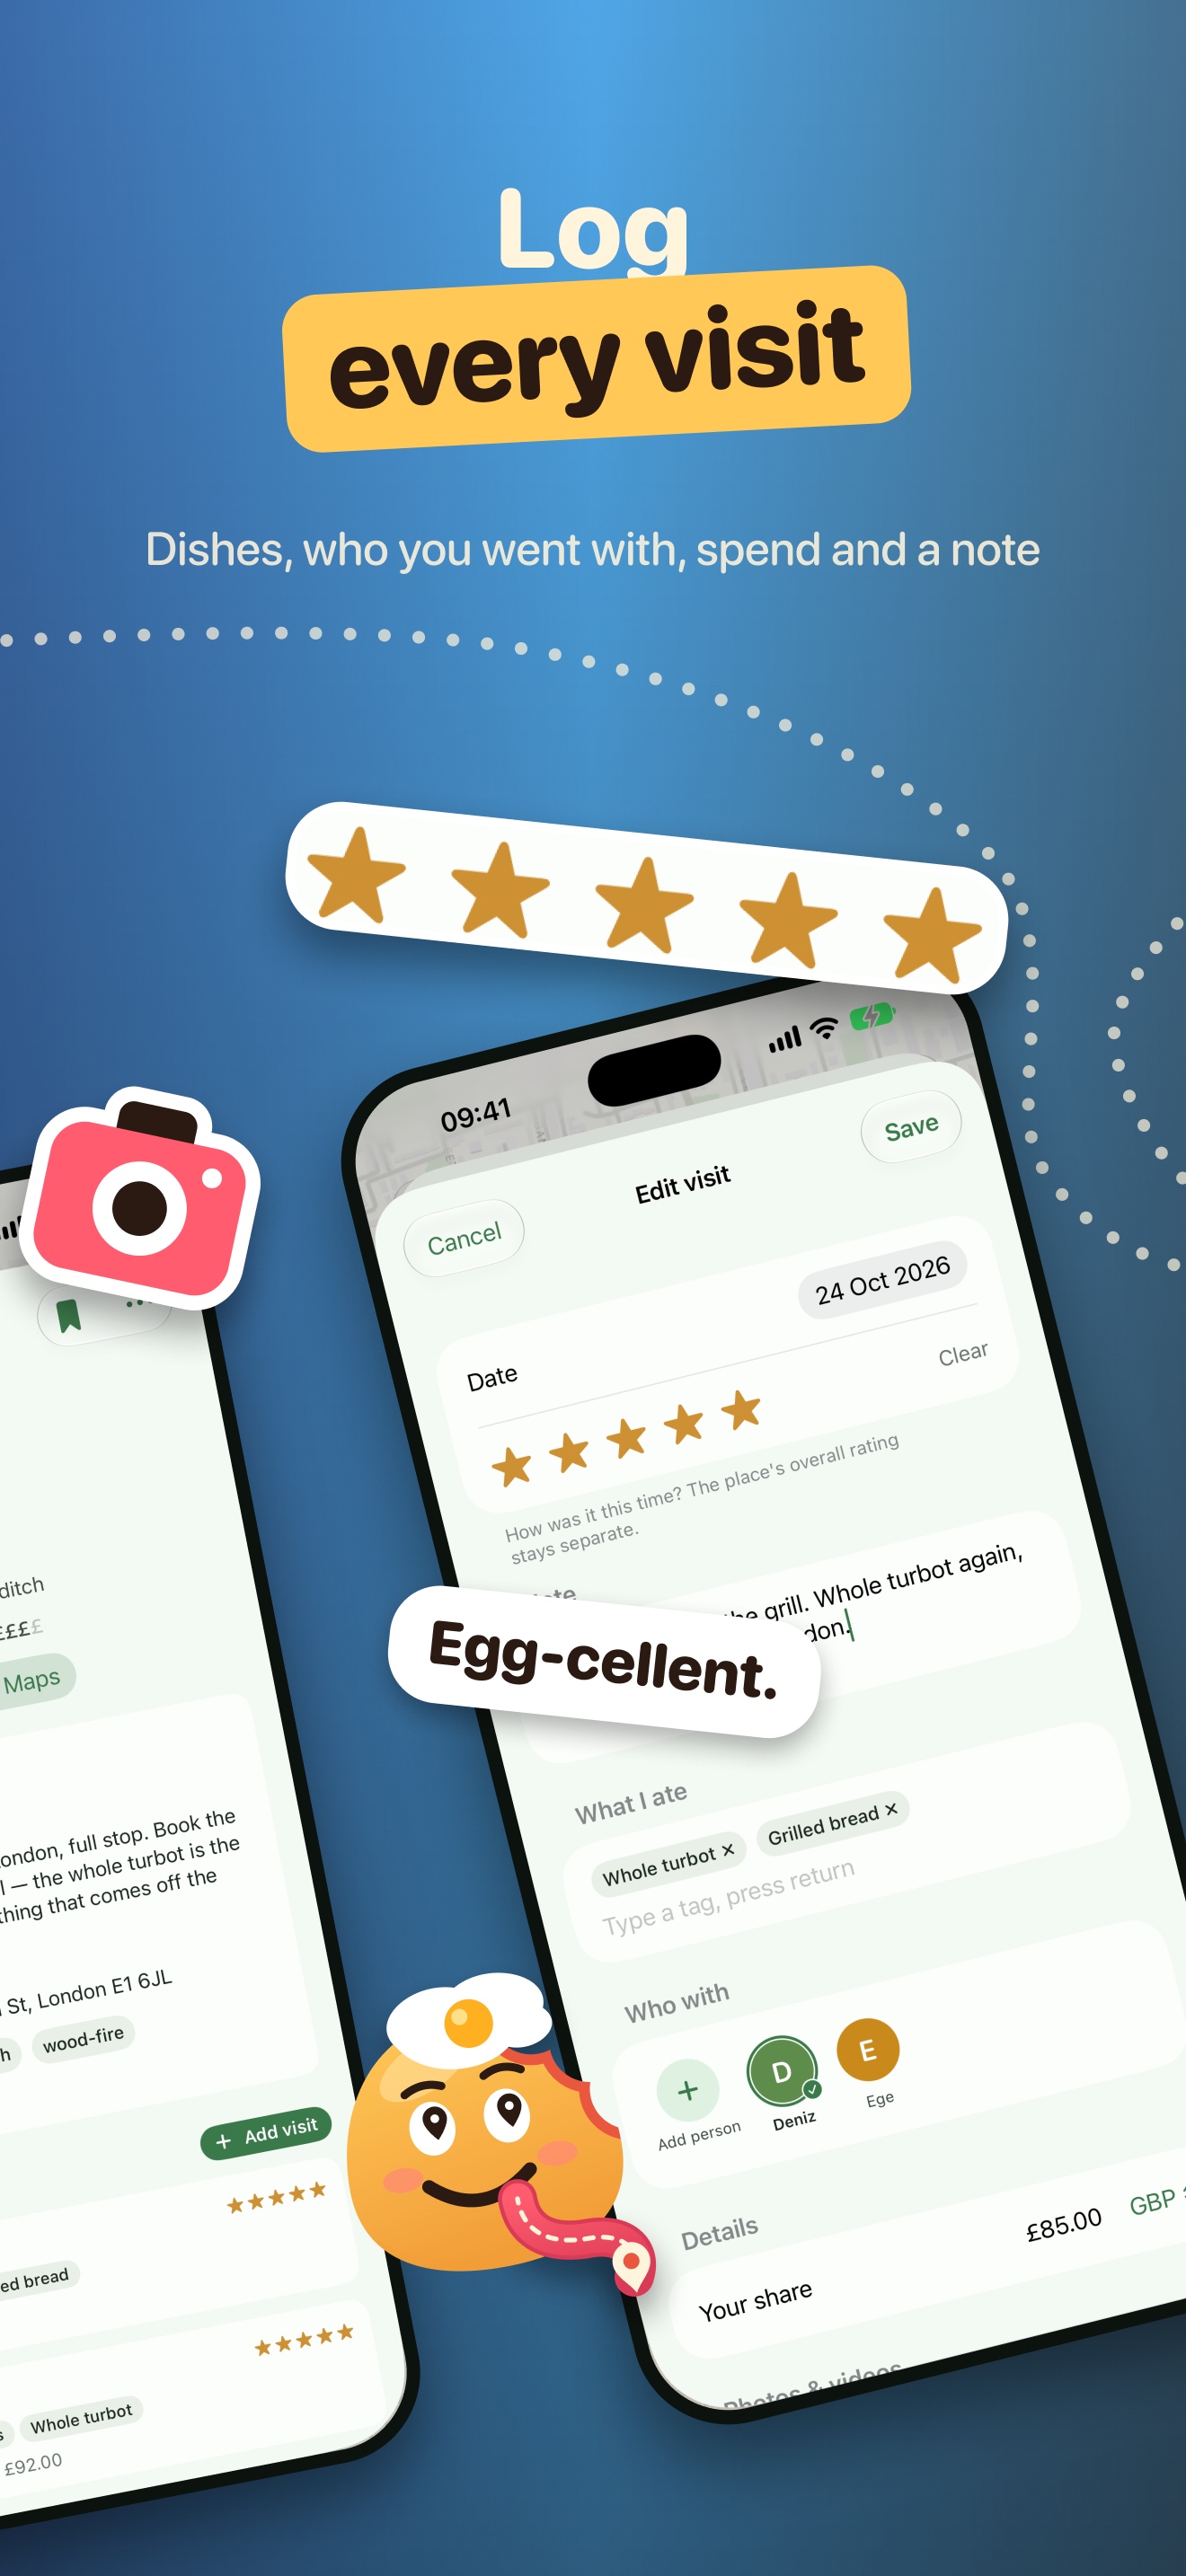 Log
every visit
Dishes, who you went with, spend and a note
09:41
Cancel
Edit visit
Save
Date
24 Oct 2026
Clear
How was it this time? The place's overall rating
stays separate.
the grill. Whole turbot again,
Egg-cellent.
What I ate
Whole turbot ×
Grilled bread ×
Type a tag, press return
Who with
Add person
D
Deniz
E
Ege
Details
Your share
£85.00
GBP
Photos & videos
ditch
££££
Maps
ondon, full stop. Book the
l — the whole turbot is the
thing that comes off the
St, London E1 6JL
h
wood-fire
+ Add visit
ed bread
s
Whole turbot
£92.00